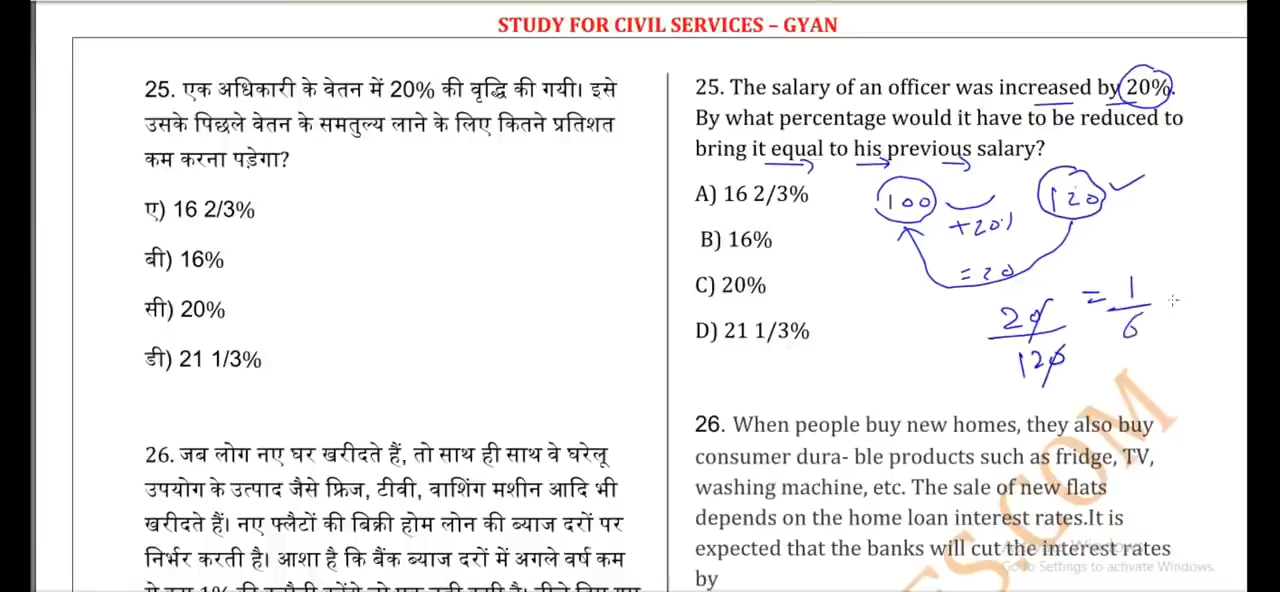 STUDY FOR CIVIL SERVICES – GYAN
25. एक अधिकारी के वेतन में 20% की वृद्धि की गयी। इसे
उसके पिछले वेतन के समतुल्य लाने के लिए कितने प्रतिशत
कम करना पड़ेगा?
ए) 16 2/3%
बी) 16%
सी) 20%
डी) 21 1/3%
26. जब लोग नए घर खरीदते हैं, तो साथ ही साथ वे घरेलू
उपयोग के उत्पाद जैसे फ्रिज, टीवी, वाशिंग मशीन आदि भी
खरीदते हैं। नए फ्लैटों की बिक्री होम लोन की ब्याज दरों पर
निर्भर करती है। आशा है कि बैंक ब्याज दरों में अगले वर्ष कम
25. The salary of an officer was increased by 20%.
By what percentage would it have to be reduced to
bring it equal to his previous salary?
A) 16 2/3%
B) 16%
C) 20%
D) 21 1/3%
100 +20% 120
=20
20/120 = 1/6
26. When people buy new homes, they also buy
consumer dura- ble products such as fridge, TV,
washing machine, etc. The sale of new flats
depends on the home loan interest rates.It is
expected that the banks will cut the interest rates
by
Go to Settings to activate Windows.